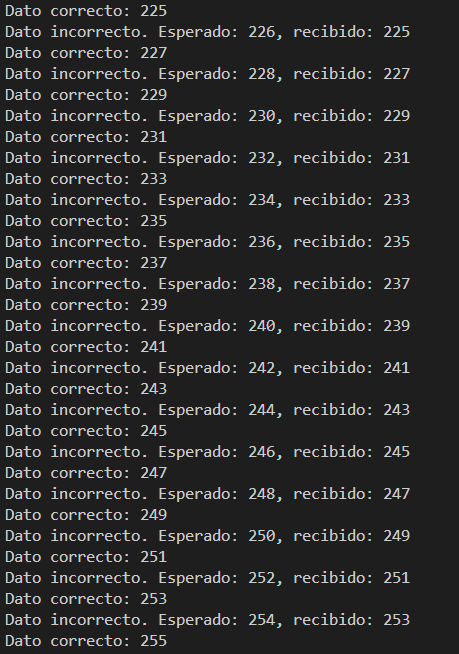 Dato correcto: 225
Dato incorrecto. Esperado: 226, recibido: 225
Dato correcto: 227
Dato incorrecto. Esperado: 228, recibido: 227
Dato correcto: 229
Dato incorrecto. Esperado: 230, recibido: 229
Dato correcto: 231
Dato incorrecto. Esperado: 232, recibido: 231
Dato correcto: 233
Dato incorrecto. Esperado: 234, recibido: 233
Dato correcto: 235
Dato incorrecto. Esperado: 236, recibido: 235
Dato correcto: 237
Dato incorrecto. Esperado: 238, recibido: 237
Dato correcto: 239
Dato incorrecto. Esperado: 240, recibido: 239
Dato correcto: 241
Dato incorrecto. Esperado: 242, recibido: 241
Dato correcto: 243
Dato incorrecto. Esperado: 244, recibido: 243
Dato correcto: 245
Dato incorrecto. Esperado: 246, recibido: 245
Dato correcto: 247
Dato incorrecto. Esperado: 248, recibido: 247
Dato correcto: 249
Dato incorrecto. Esperado: 250, recibido: 249
Dato correcto: 251
Dato incorrecto. Esperado: 252, recibido: 251
Dato correcto: 253
Dato incorrecto. Esperado: 254, recibido: 253
Dato correcto: 255